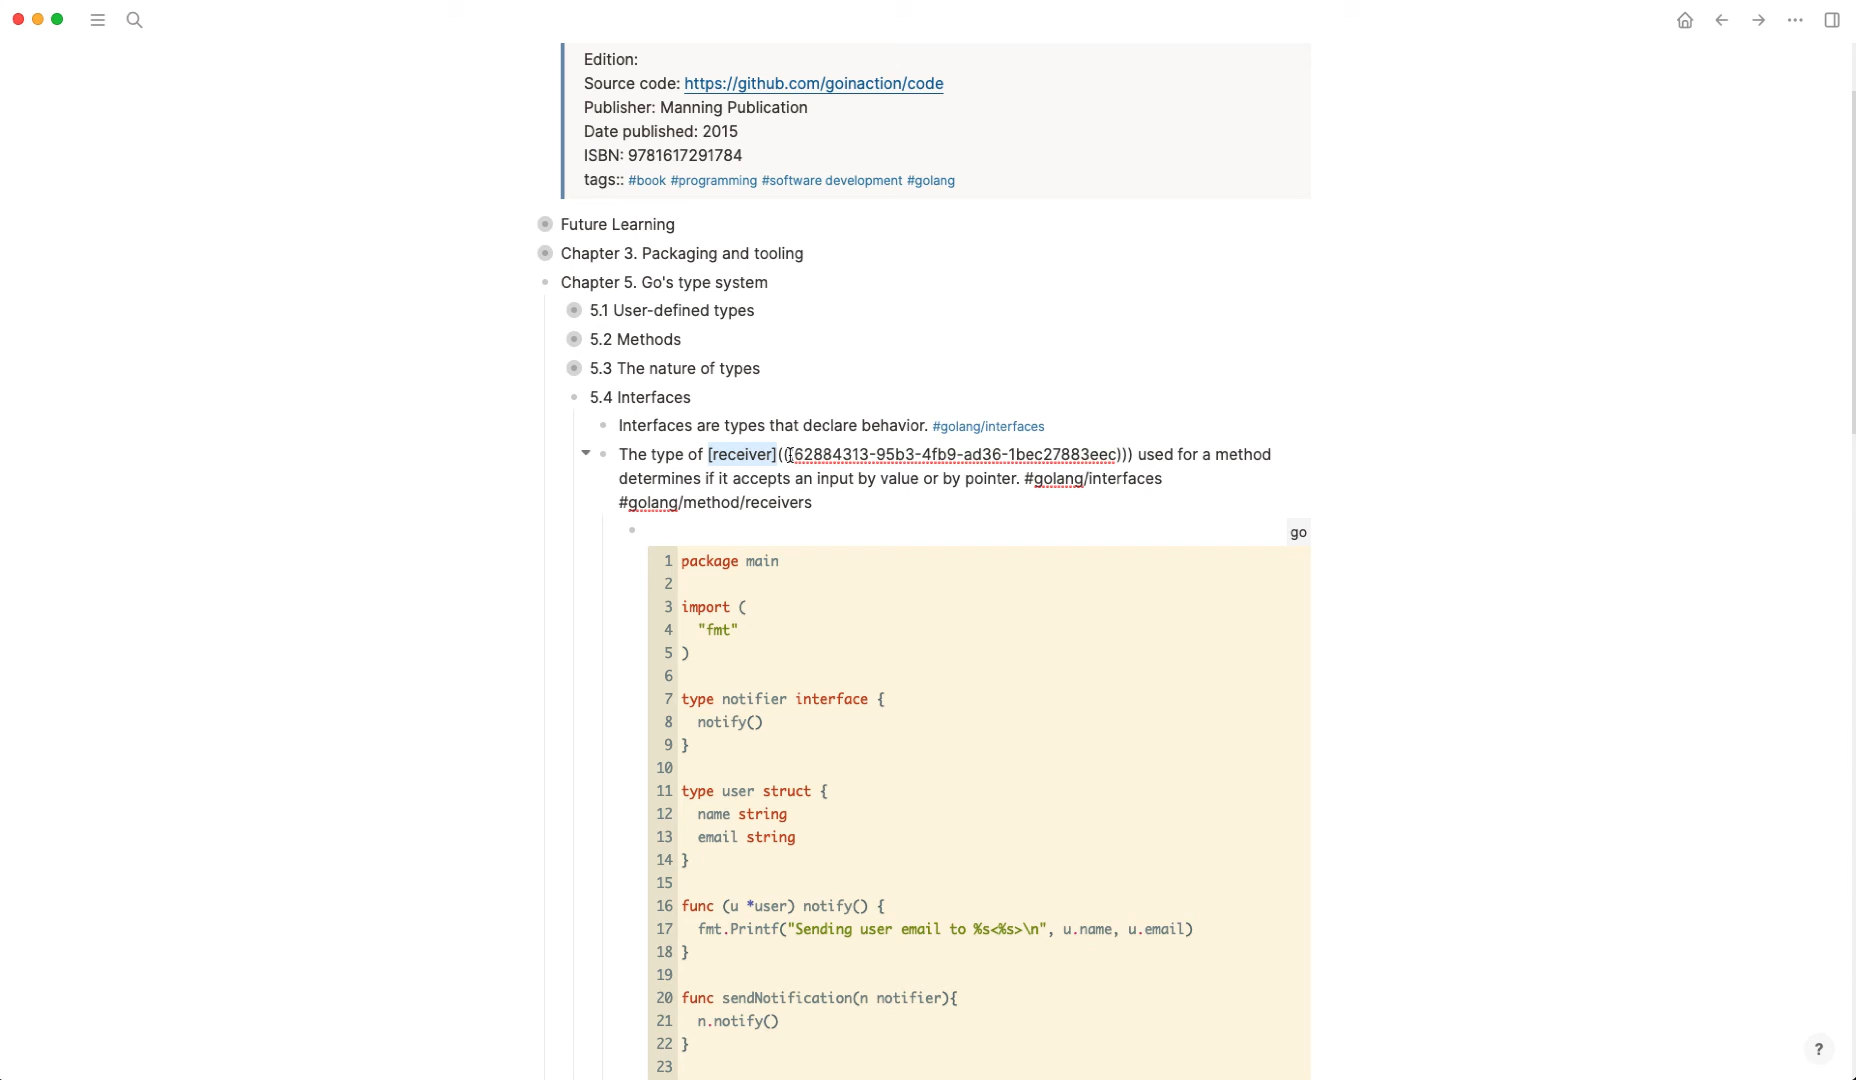 Edition:
Source code: https://github.com/goinaction/code
Publisher: Manning Publication
Date published: 2015
ISBN: 9781617291784
tags:: #book #programming #software development #golang
Future Learning
Chapter 3. Packaging and tooling
Chapter 5. Go's type system
5.1 User-defined types
5.2 Methods
5.3 The nature of types
5.4 Interfaces
Interfaces are types that declare behavior. #golang/interfaces
The type of [receiver](((62884313-95b3-4fb9-ad36-1bec27883eec))) used for a method
determines if it accepts an input by value or by pointer. #golang/interfaces
#golang/method/receivers
go
1 package main
2
3 import (
4 "fmt"
5 )
6
7 type notifier interface {
8 notify()
9 }
10
11 type user struct {
12 name string
13 email string
14 }
15
16 func (u *user) notify() {
17 fmt.Printf("Sending user email to %s<%s>\n", u.name, u.email)
18 }
19
20 func sendNotification(n notifier){
21 n.notify()
22 }
23
?